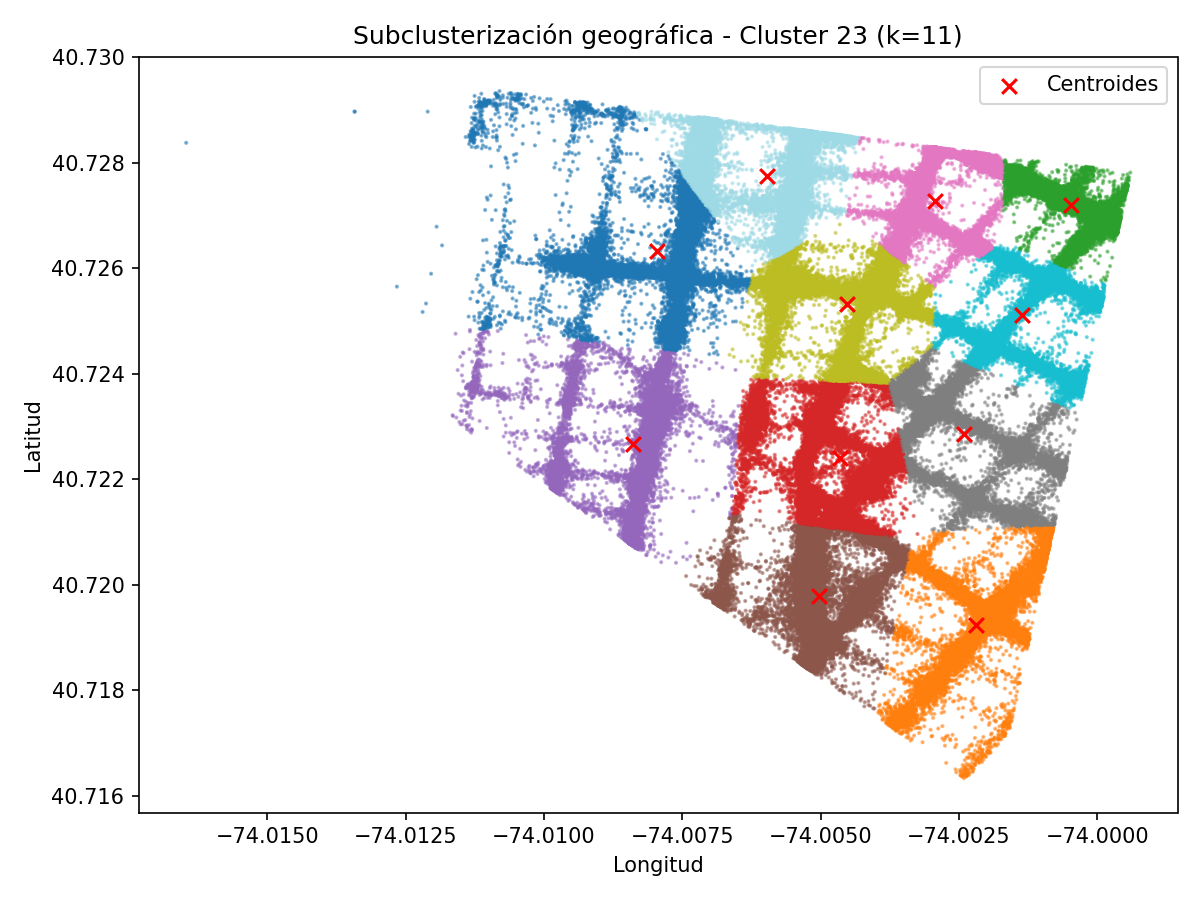 Subclusterización geográfica - Cluster 23 (k=11)
Centroides
40.730
40.728
40.726
40.724
40.722
40.720
40.718
40.716
Latitud
−74.0150 −74.0125 −74.0100 −74.0075 −74.0050 −74.0025 −74.0000
Longitud